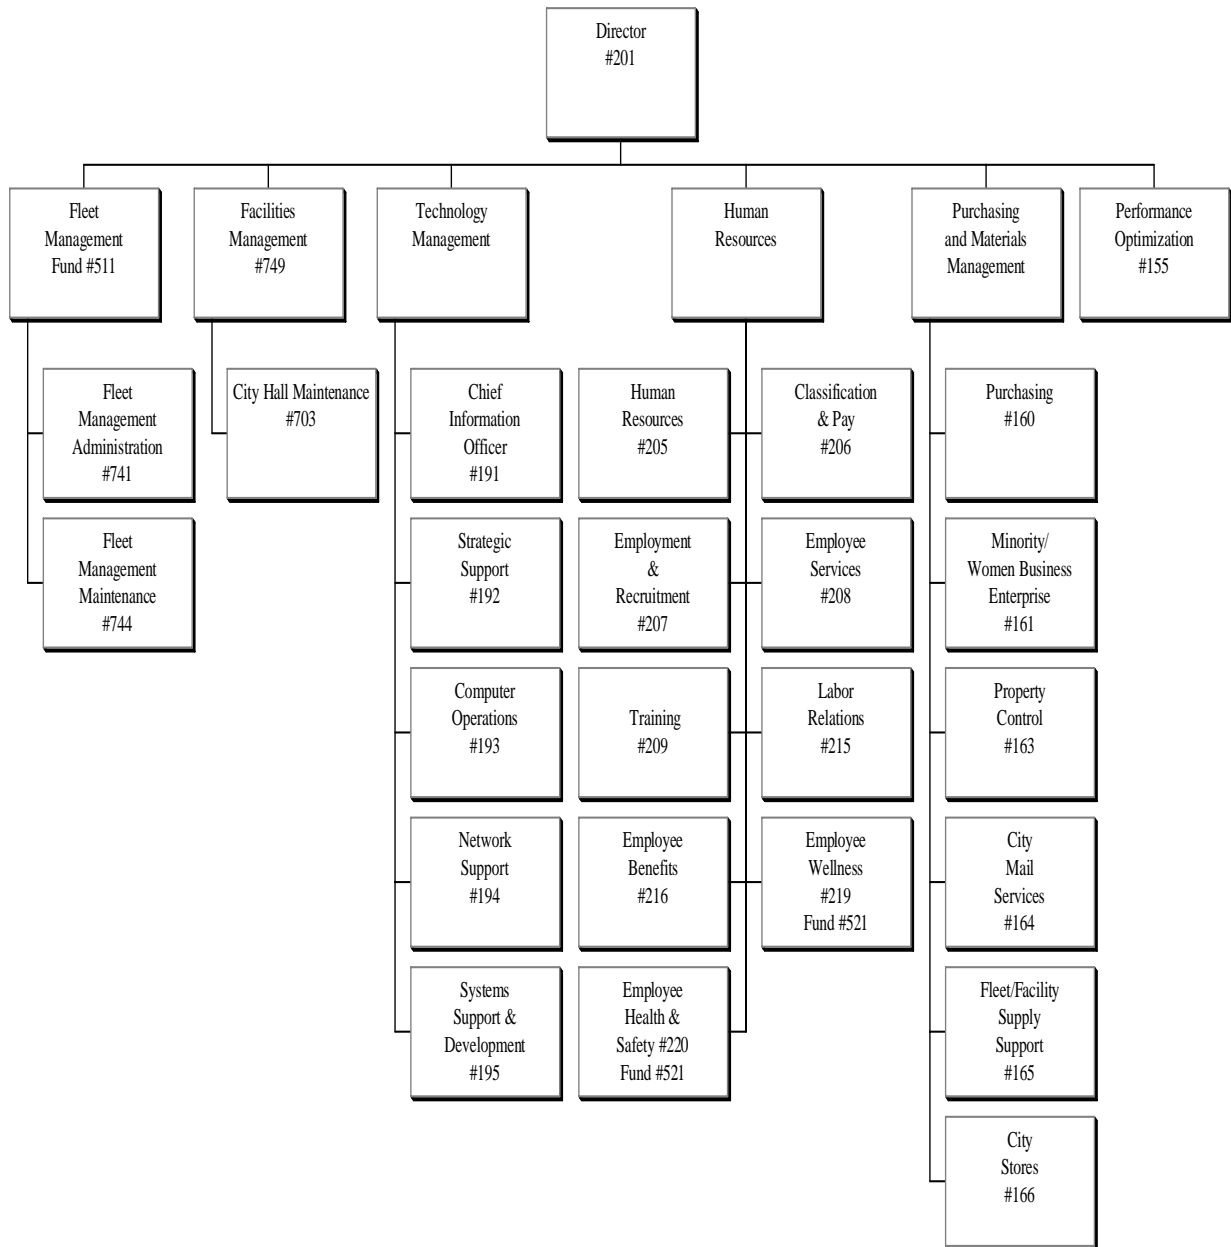 Director
#201
Fleet
Management
Fund #511
Facilities
Management
#749
Technology
Management
Human
Resources
Purchasing
and Materials
Management
Performance
Optimization
#155
Fleet
Management
Administration
#741
City Hall Maintenance
#703
Chief
Information
Officer
#191
Human
Resources
#205
Classification
& Pay
#206
Purchasing
#160
Fleet
Management
Maintenance
#744
Strategic
Support
#192
Employment
&
Recruitment
#207
Employee
Services
#208
Minority/
Women Business
Enterprise
#161
Computer
Operations
#193
Training
#209
Labor
Relations
#215
Property
Control
#163
Network
Support
#194
Employee
Benefits
#216
Employee
Wellness
#219
Fund #521
City
Mail
Services
#164
Systems
Support &
Development
#195
Employee
Health &
Safety #220
Fund #521
Fleet/Facility
Supply
Support
#165
City
Stores
#166